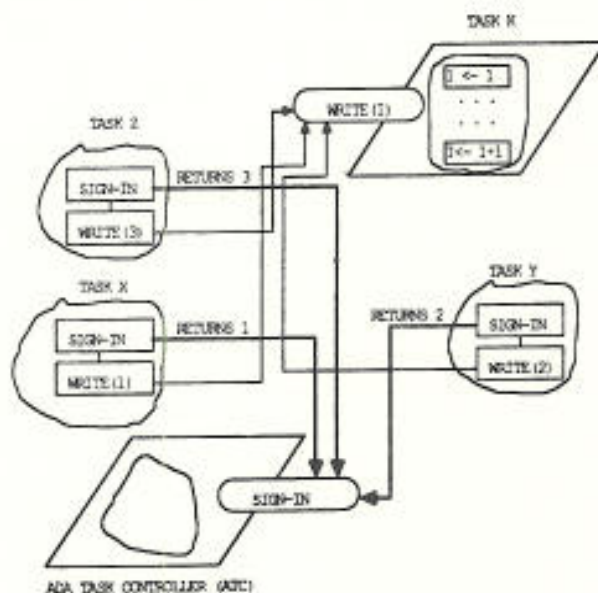 TASK K
I <- 1
. . .
. . .
I<- I+1
WRITE(I)
TASK Z
SIGN-IN
RETURNS 3
WRITE(3)
TASK X
SIGN-IN
RETURNS 1
WRITE(1)
TASK Y
RETURNS 2
SIGN-IN
WRITE(2)
SIGN-IN
ADA TASK CONTROLLER (ATC)